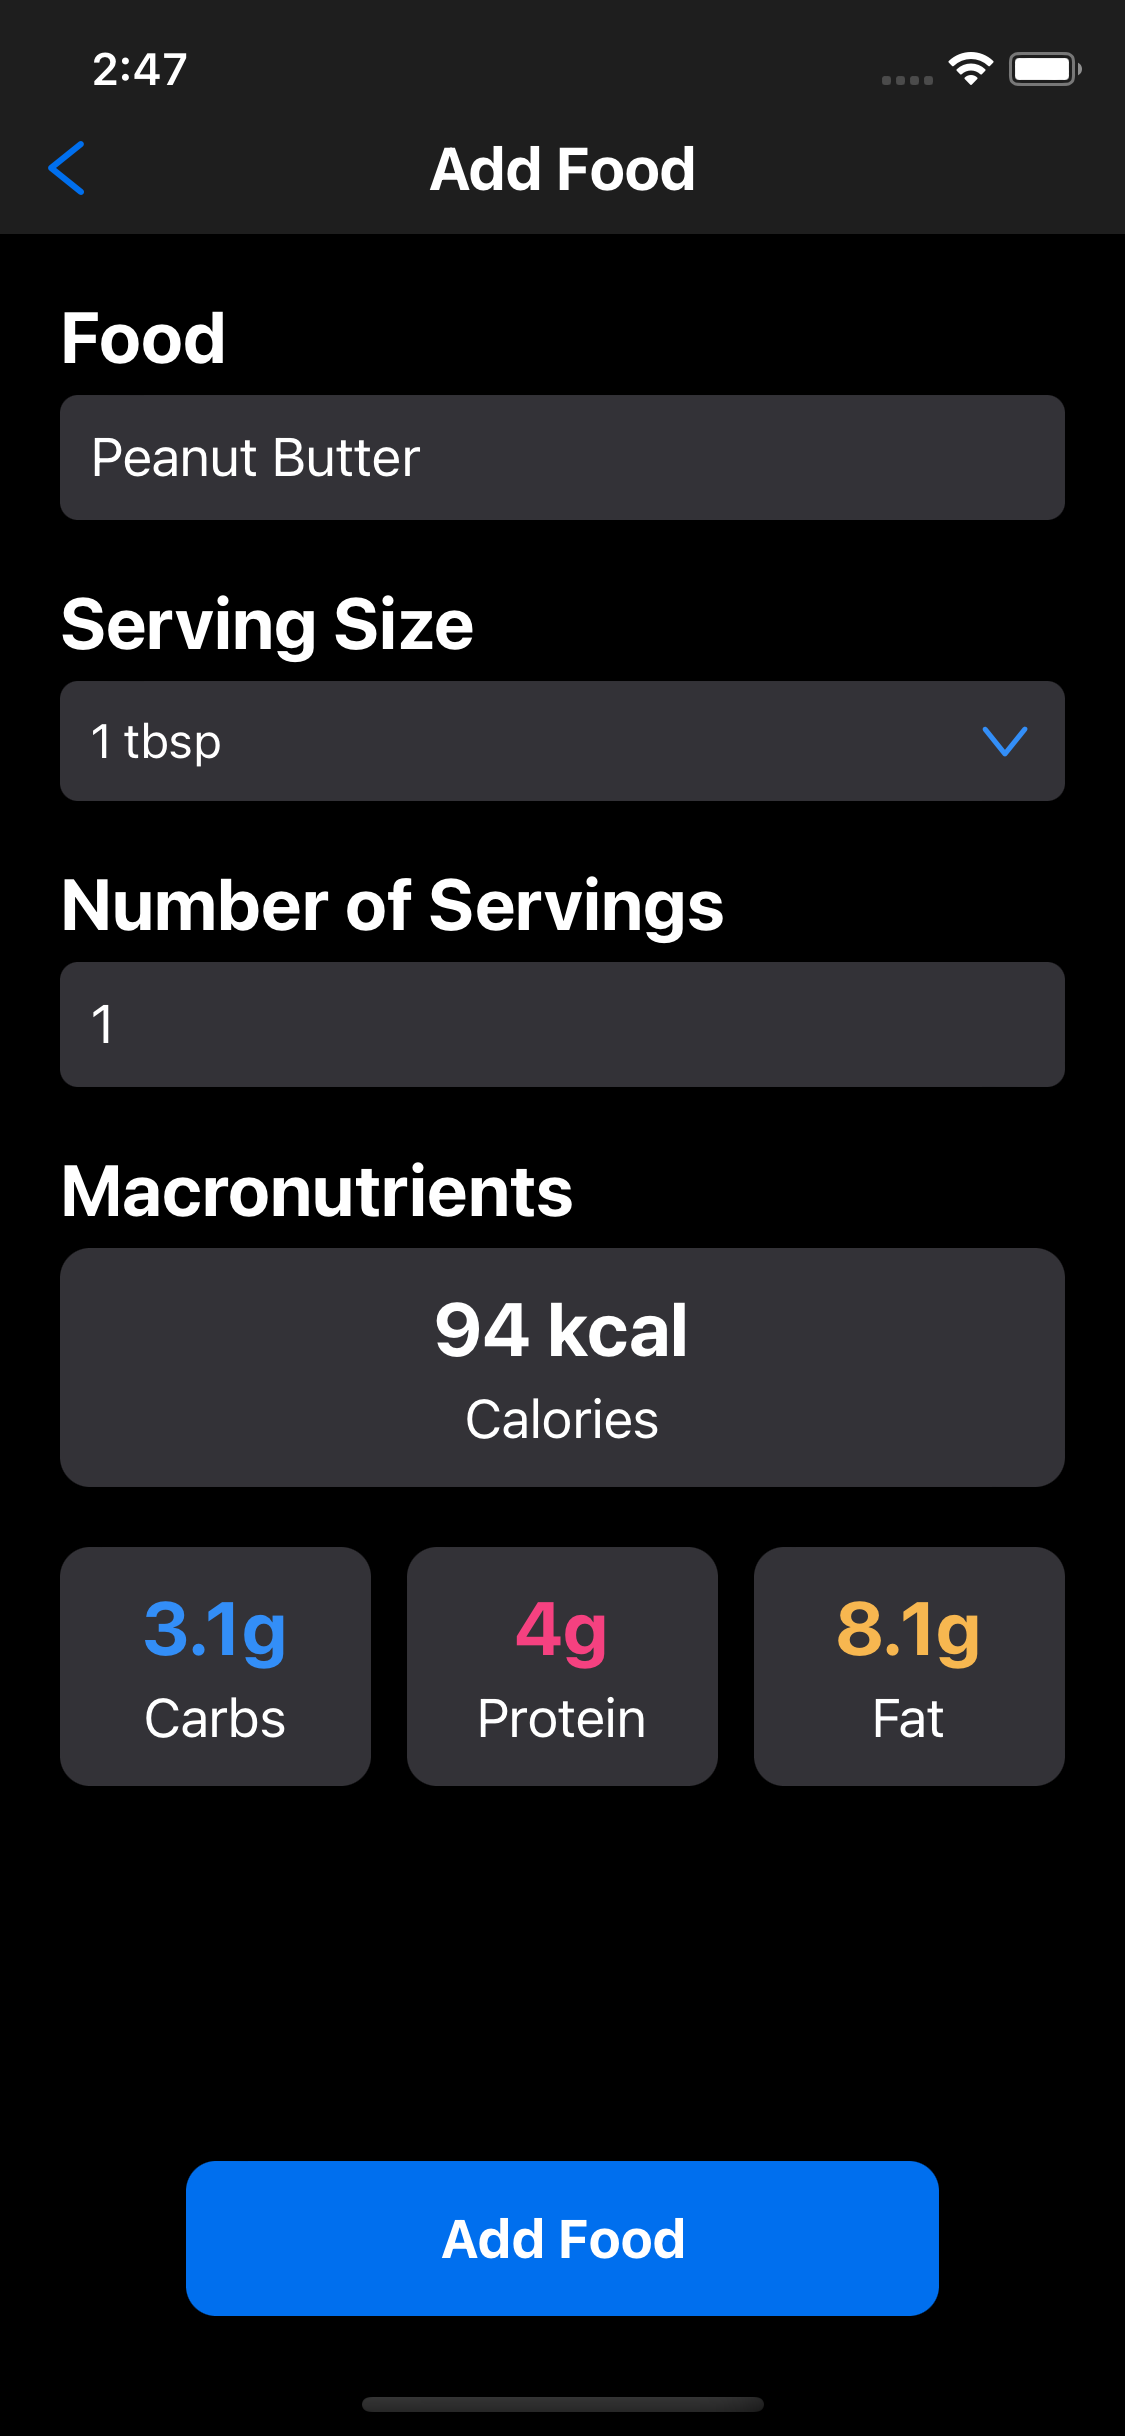 2:47
Add Food
Food
Peanut Butter
Serving Size
1 tbsp
Number of Servings
1
Macronutrients
94 kcal
Calories
3.1g 4g 8.1g
Carbs Protein Fat
Add Food